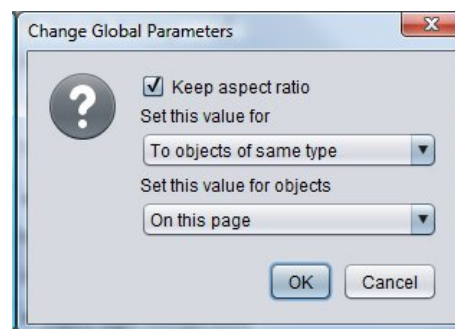 Change Global Parameters
Keep aspect ratio
Set this value for
To objects of same type
Set this value for objects
On this page
OK Cancel